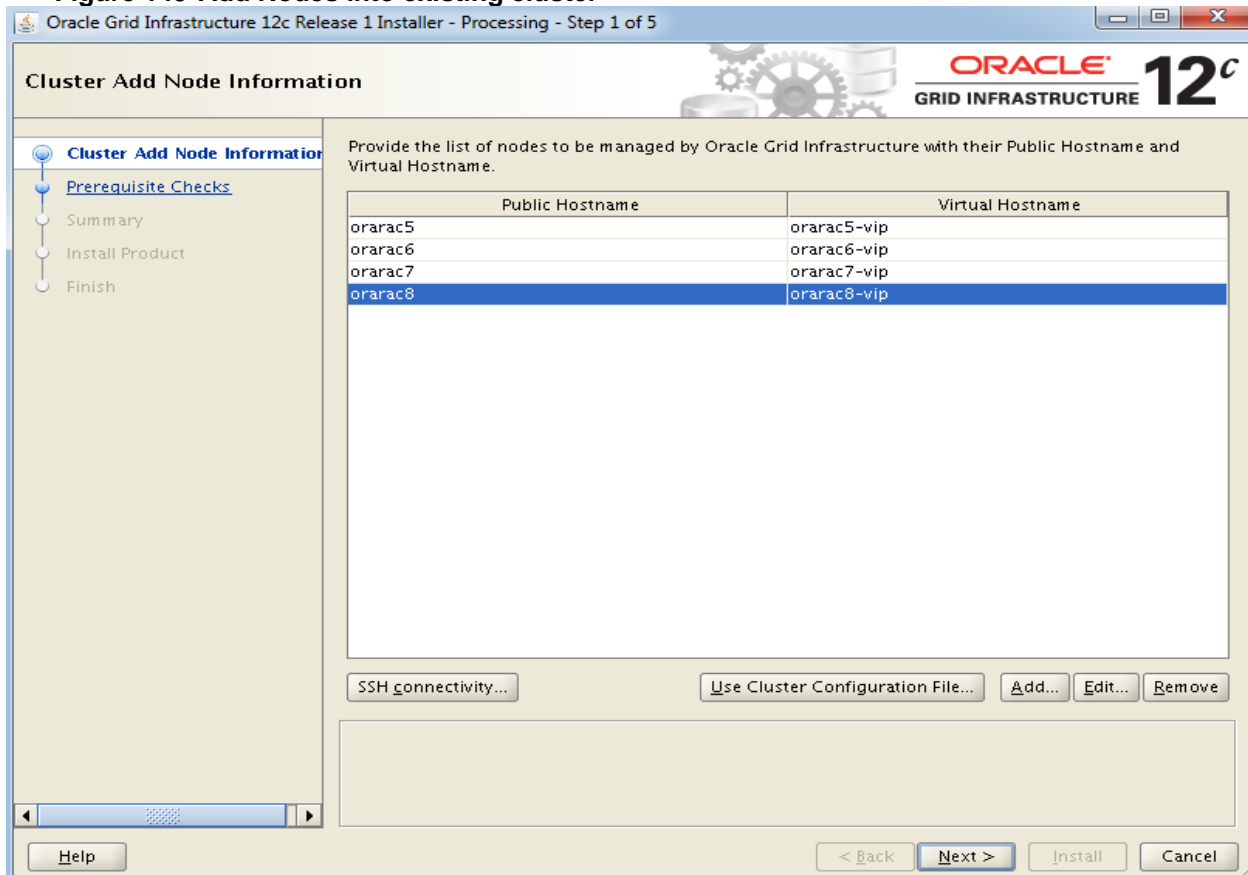 Oracle Grid Infrastructure 12c Release 1 Installer - Processing - Step 1 of 5
Cluster Add Node Information
ORACLE
GRID INFRASTRUCTURE
12c
Cluster Add Node Information
Prerequisite Checks
Summary
Install Product
Finish
Provide the list of nodes to be managed by Oracle Grid Infrastructure with their Public Hostname and
Virtual Hostname.
Public Hostname Virtual Hostname
orarac5 orarac5-vip
orarac6 orarac6-vip
orarac7 orarac7-vip
orarac8 orarac8-vip
SSH connectivity... Use Cluster Configuration File... Add... Edit... Remove
Help < Back Next > Install Cancel